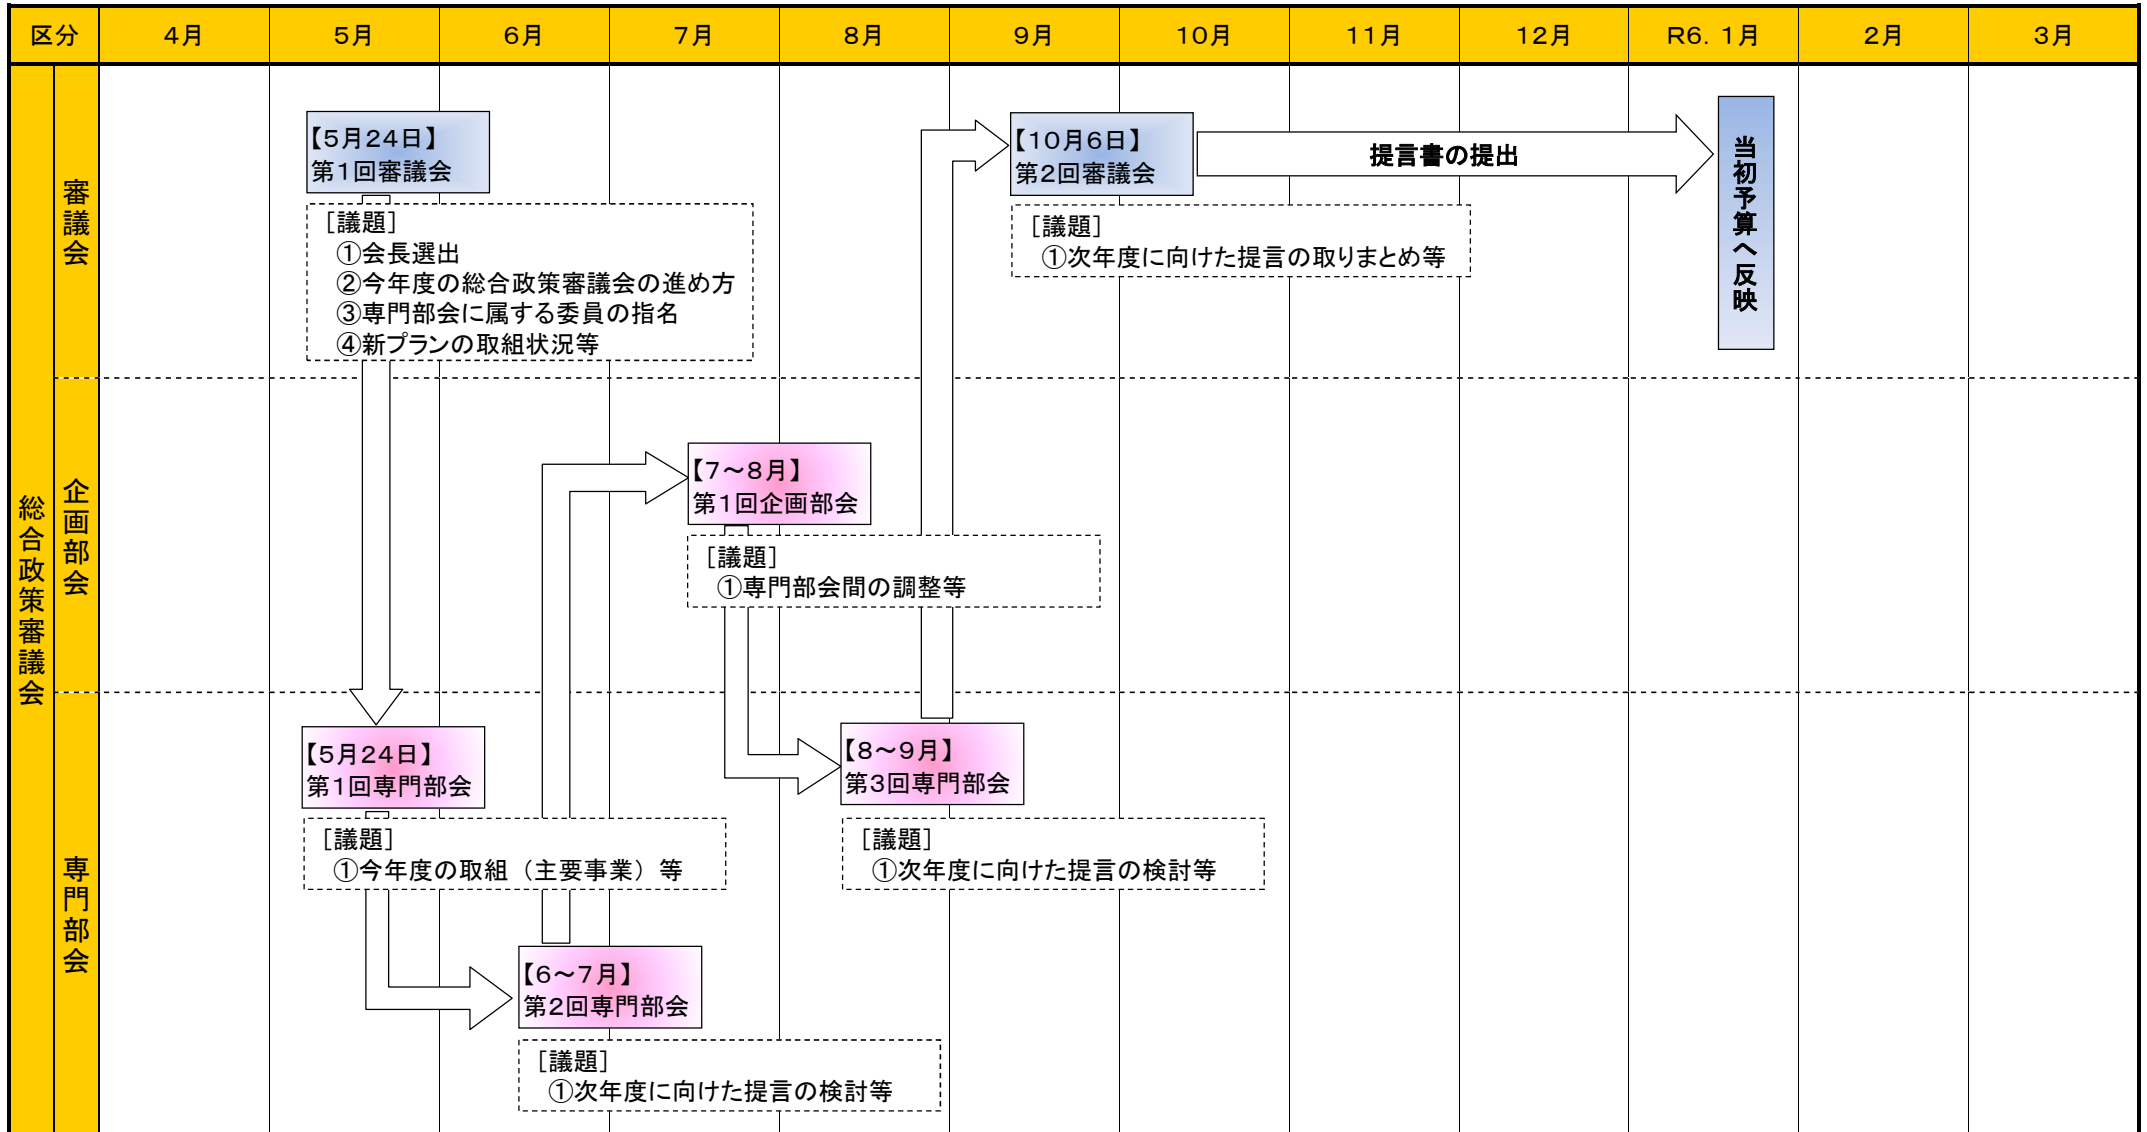 区分
4月
5月
6月
7月
8月
9月
10月
11月
12月
R6. 1月
2月
3月
総合政策審議会
審議会
【5月24日】
第1回審議会
［議題］
①会長選出
②今年度の総合政策審議会の進め方
③専門部会に属する委員の指名
④新プランの取組状況等
【10月6日】
第2回審議会
［議題］
①次年度に向けた提言の取りまとめ等
提言書の提出
当初予算へ反映
企画部会
【7～8月】
第1回企画部会
［議題］
①専門部会間の調整等
専門部会
【5月24日】
第1回専門部会
［議題］
①今年度の取組（主要事業）等
【6～7月】
第2回専門部会
［議題］
①次年度に向けた提言の検討等
【8～9月】
第3回専門部会
［議題］
①次年度に向けた提言の検討等